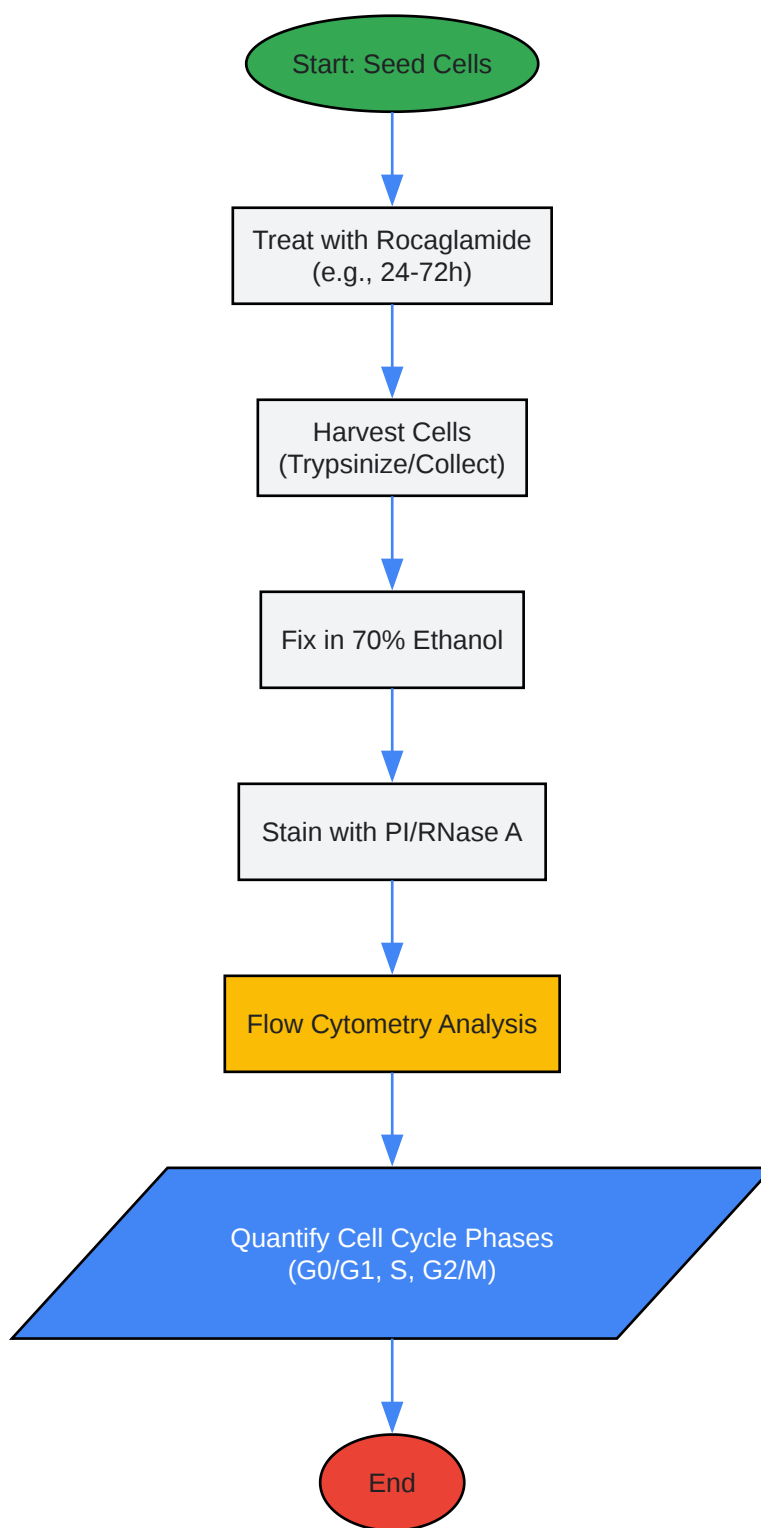 Start: Seed Cells
Treat with Rocaglamide
(e.g., 24-72h)
Harvest Cells
(Trypsinize/Collect)
Fix in 70% Ethanol
Stain with PI/RNase A
Flow Cytometry Analysis
Quantify Cell Cycle Phases
(G0/G1, S, G2/M)
End